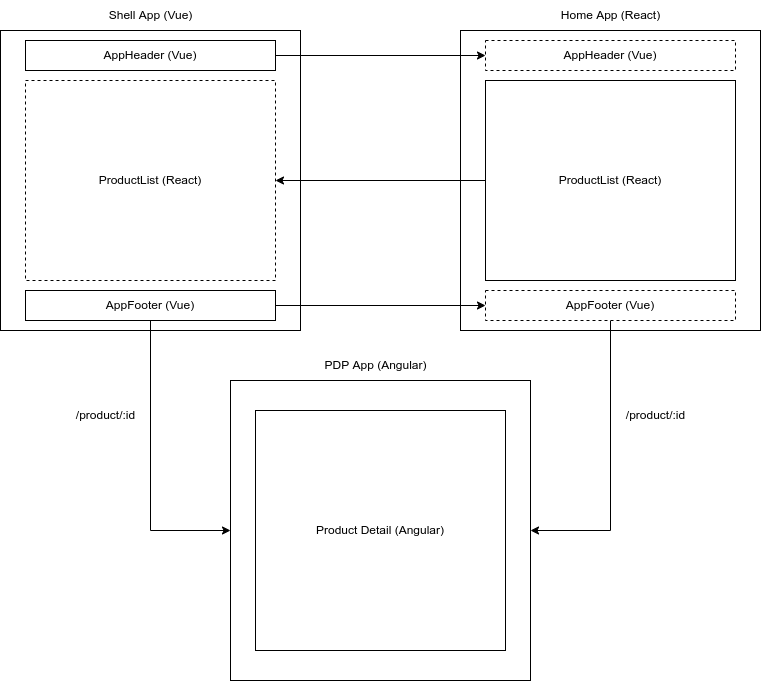 Shell App (Vue)
Home App (React)
AppHeader (Vue)
AppHeader (Vue)
ProductList (React)
ProductList (React)
AppFooter (Vue)
AppFooter (Vue)
PDP App (Angular)
/product/:id
/product/:id
Product Detail (Angular)